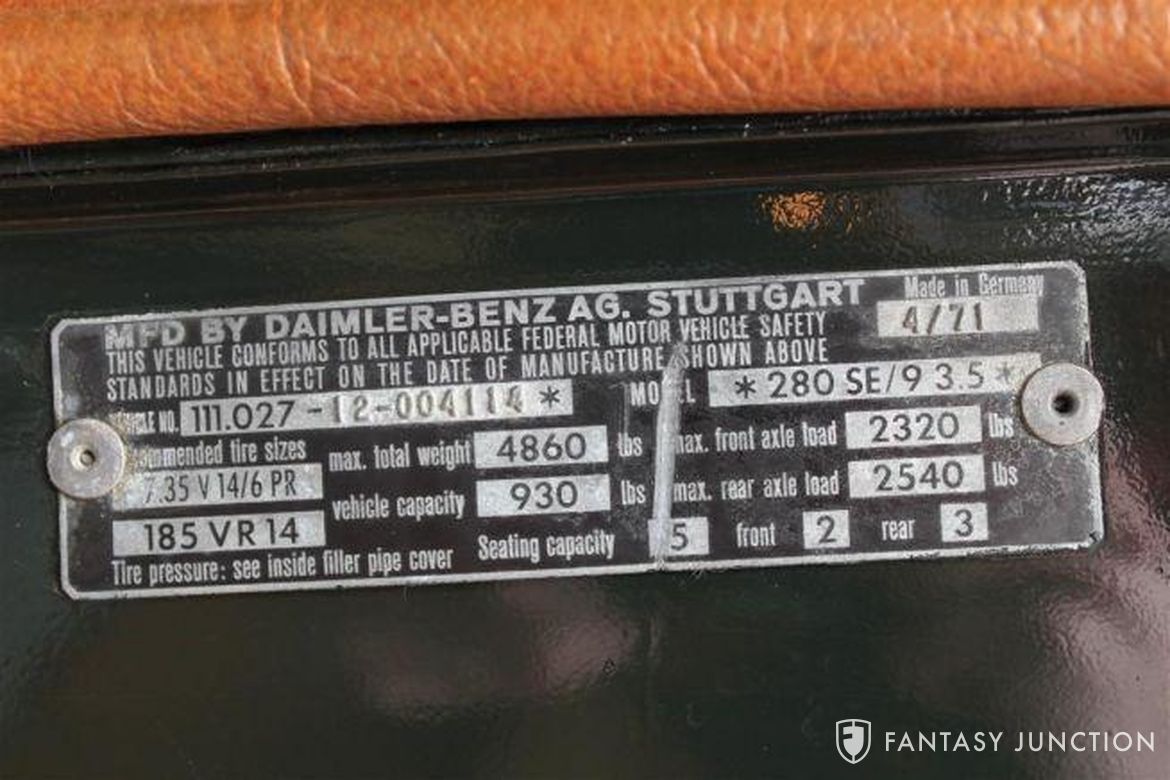 MFD BY DAIMLER-BENZ AG. STUTTGART
Made in Germany
4/71
THIS VEHICLE CONFORMS TO ALL APPLICABLE FEDERAL MOTOR VEHICLE SAFETY
STANDARDS IN EFFECT ON THE DATE OF MANUFACTURE SHOWN ABOVE
NO. 111.027-12-004114 *
* 280 SE/9 3.5 *
tire sizes
7.35 V 14/6 PR
185 VR 14
max. total weight 4860 lbs
max. front axle load 2320 lbs
vehicle capacity 930 lbs
max. rear axle load 2540 lbs
Tire pressure: see inside filler pipe cover
Seating capacity 5 front 2 rear 3
FANTASY JUNCTION